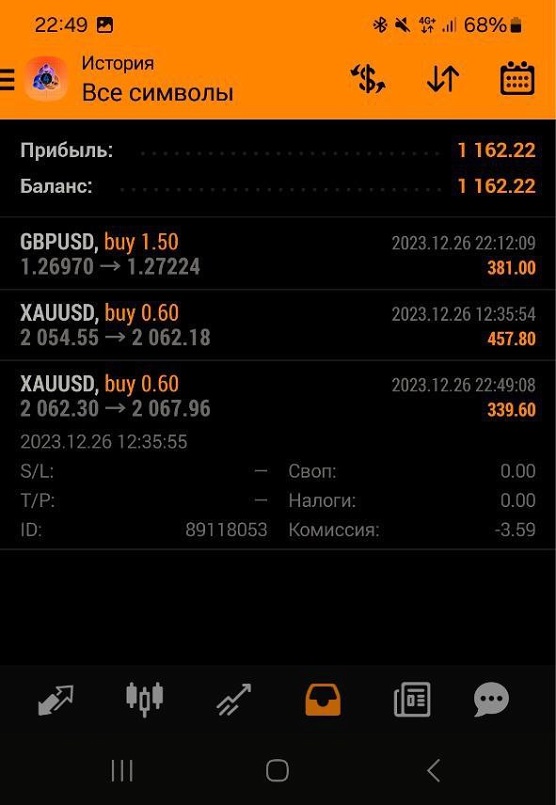 22:49 4G+ 68%
История
Все символы
Прибыль: 1 162.22
Баланс: 1 162.22
GBPUSD, buy 1.50 2023.12.26 22:12:09
1.26970 → 1.27224 381.00
XAUUSD, buy 0.60 2023.12.26 12:35:54
2 054.55 → 2 062.18 457.80
XAUUSD, buy 0.60 2023.12.26 22:49:08
2 062.30 → 2 067.96 339.60
2023.12.26 12:35:55
S/L: – Своп: 0.00
T/P: – Налоги: 0.00
ID: 89118053 Комиссия: -3.59